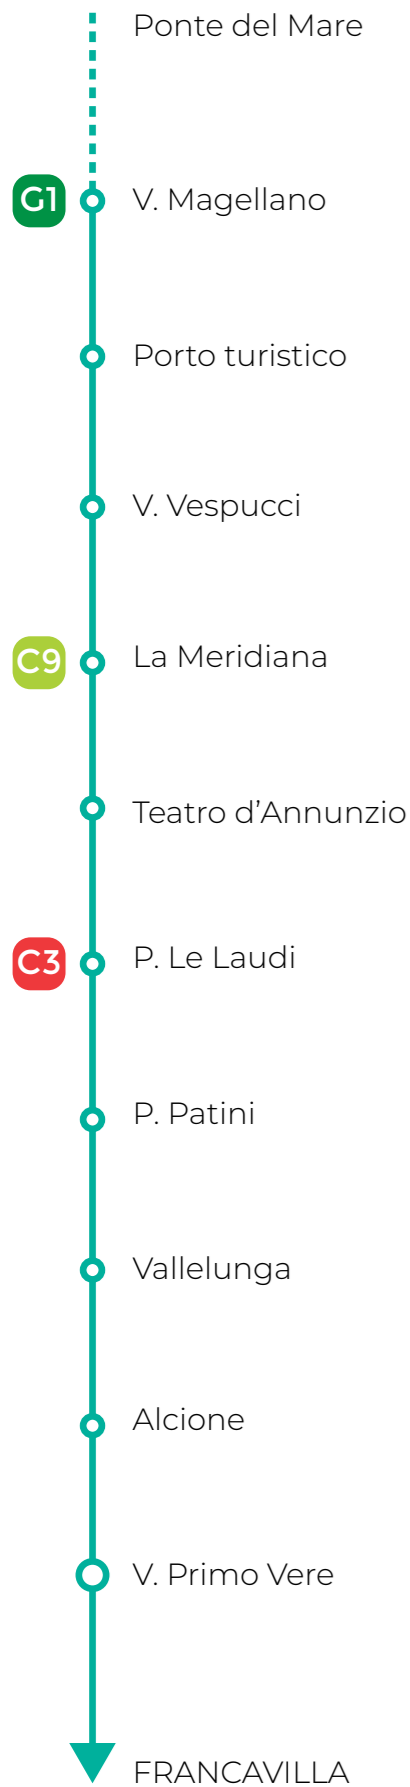 Ponte del Mare
G1 V. Magellano
Porto turistico
V. Vespucci
C9 La Meridiana
Teatro d’Annunzio
C3 P. Le Laudi
P. Patini
Vallelunga
Alcione
V. Primo Vere
FRANCAVILLA